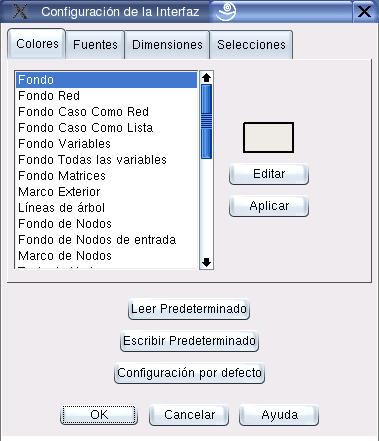 Configuración de la Interfaz
Colores Fuentes Dimensiones Selecciones
Fondo
Fondo Red
Fondo Caso Como Red
Fondo Caso Como Lista
Fondo Variables
Fondo Todas las variables
Fondo Matrices
Marco Exterior
Líneas de árbol
Fondo de Nodos
Fondo de Nodos de entrada
Marco de Nodos
Editar
Aplicar
Leer Predeterminado
Escribir Predeterminado
Configuración por defecto
OK Cancelar Ayuda